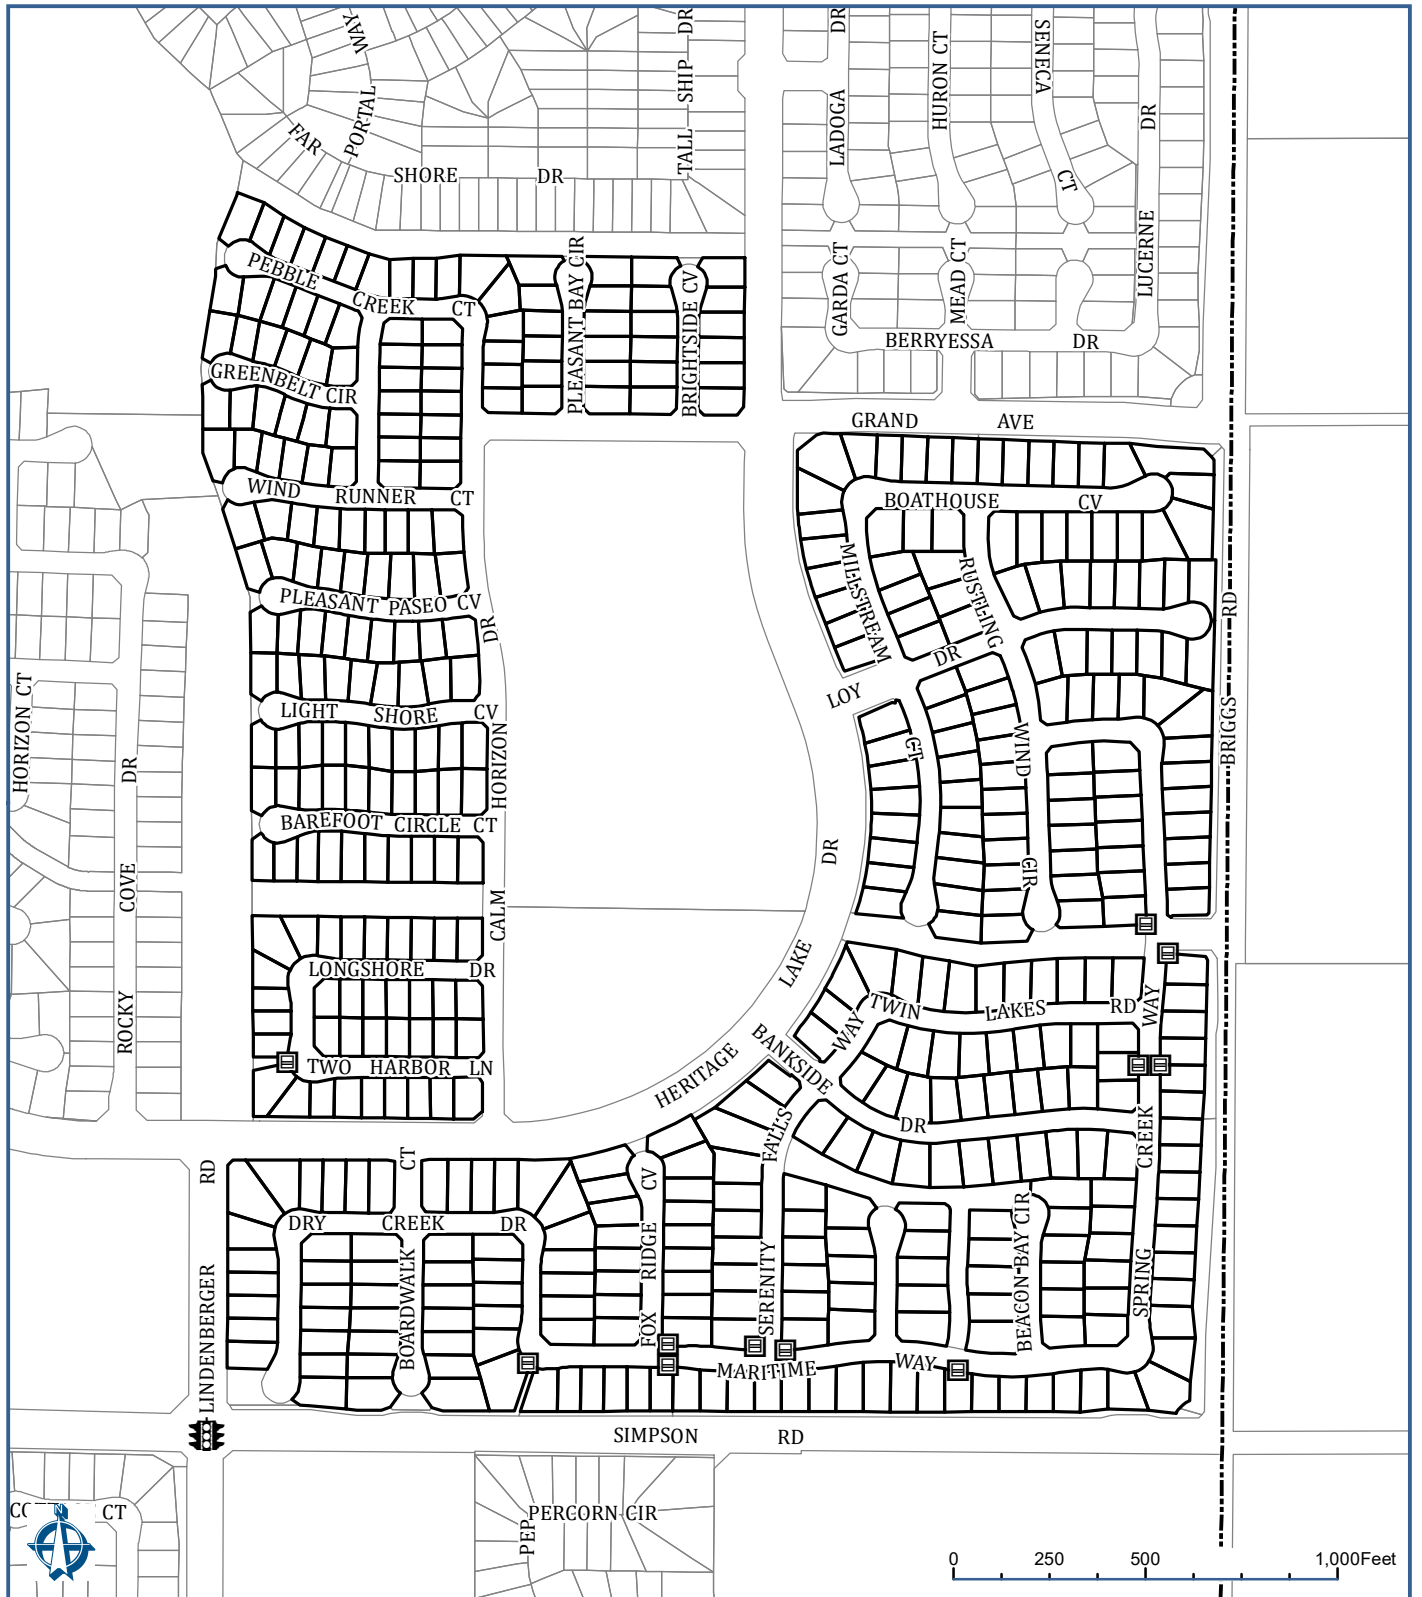 WAY
DR
DR
SENECA
HURON CT
SHIP
PORTAL
LADOGA
DR
FAR
TALL
SHORE DR
CT
LUCERNE
GARDA CT
MEAD CT
PEBBLE CREEK CT
PLEASANT BAY CIR
BRIGHTSIDE CV
BERRYESSA DR
GREENBELT CIR
GRAND AVE
WIND RUNNER CT
BOATHOUSE CV
MILLSTREAM
RUSTLING
PLEASANT PASEO CV
DR
DR
RD
LOY
LIGHT SHORE CV
HORIZON CT
HORIZON
CT
WIND
BRIGGS
DR
BAREFOOT CIRCLE CT
DR
CIR
COVE
CALM
LONGSHORE DR
LAKE
TWIN LAKES RD
WAY
WAY
ROCKY
BANKSIDE
TWO HARBOR LN
HERITAGE
DR
FALLS
CREEK
RD
CT
CV
DRY CREEK DR
RIDGE
BEACON BAY CIR
LINDENBERGER
BOARDWALK
SERENITY
SPRING
FOX
MARITIME WAY
SIMPSON RD
CT
N
PEP
PERCORN CIR
0 250 500 1,000Feet